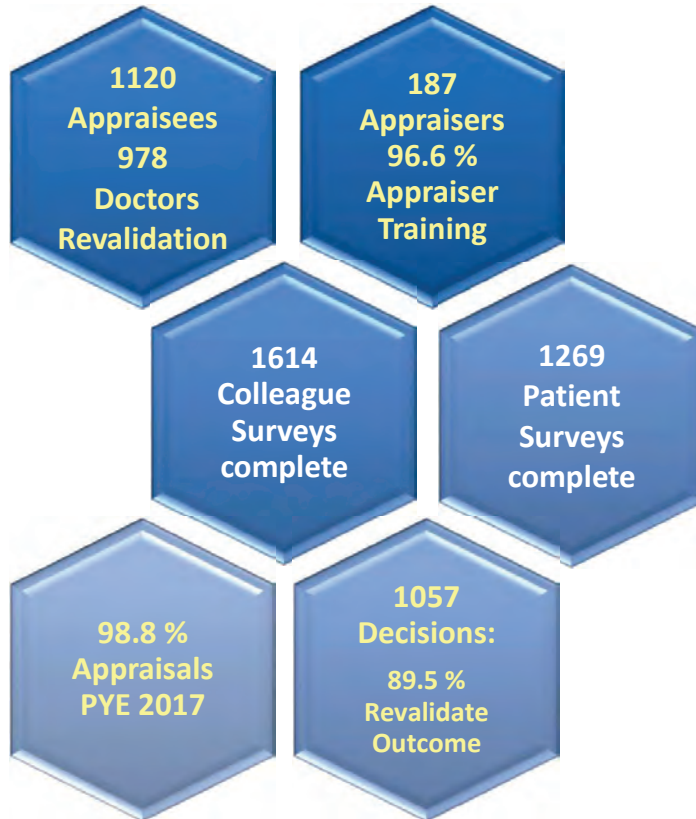 1120
Appraisees
978
Doctors
Revalidation
187
Appraisers
96.6 %
Appraiser
Training
1614
Colleague
Surveys
complete
1269
Patient
Surveys
complete
98.8 %
Appraisals
PYE 2017
1057
Decisions:
89.5 %
Revalidate
Outcome